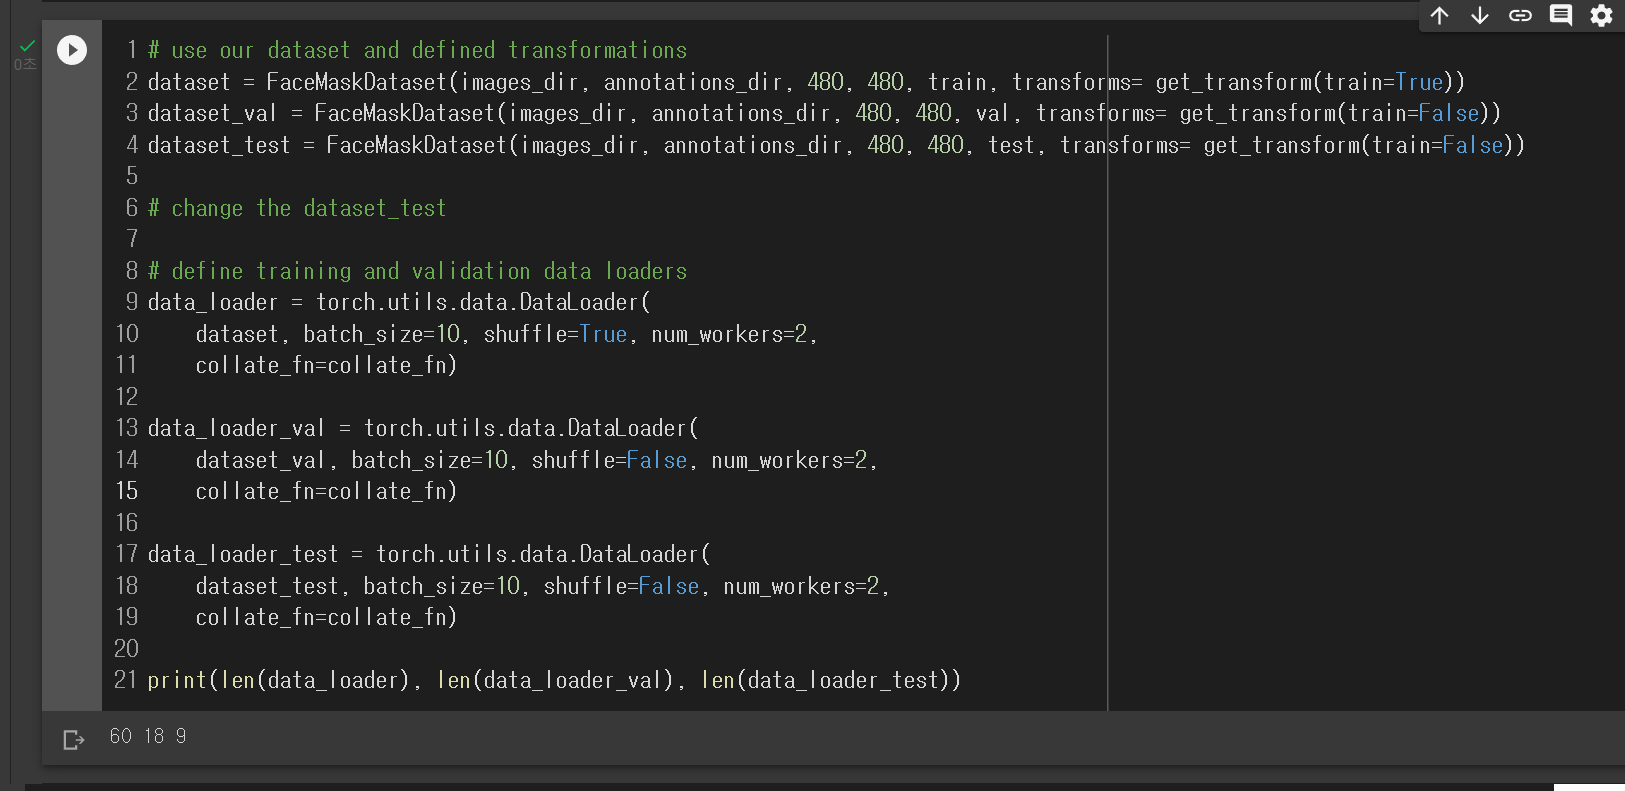 0초
1 # use our dataset and defined transformations
2 dataset = FaceMaskDataset(images_dir, annotations_dir, 480, 480, train, transforms= get_transform(train=True))
3 dataset_val = FaceMaskDataset(images_dir, annotations_dir, 480, 480, val, transforms= get_transform(train=False))
4 dataset_test = FaceMaskDataset(images_dir, annotations_dir, 480, 480, test, transforms= get_transform(train=False))
5
6 # change the dataset_test
7
8 # define training and validation data loaders
9 data_loader = torch.utils.data.DataLoader(
10     dataset, batch_size=10, shuffle=True, num_workers=2,
11     collate_fn=collate_fn)
12
13 data_loader_val = torch.utils.data.DataLoader(
14     dataset_val, batch_size=10, shuffle=False, num_workers=2,
15     collate_fn=collate_fn)
16
17 data_loader_test = torch.utils.data.DataLoader(
18     dataset_test, batch_size=10, shuffle=False, num_workers=2,
19     collate_fn=collate_fn)
20
21 print(len(data_loader), len(data_loader_val), len(data_loader_test))
60 18 9